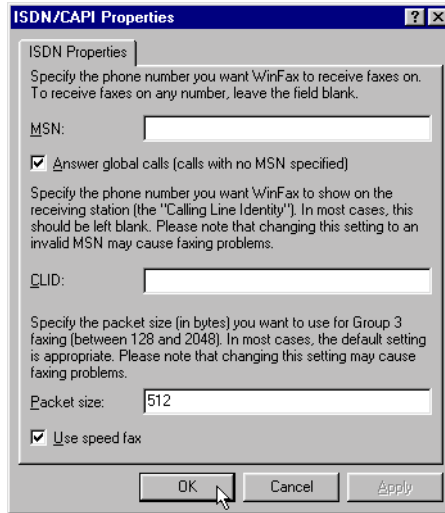 ISDN/CAPI Properties
ISDN Properties
Specify the phone number you want WinFax to receive faxes on.
To receive faxes on any number, leave the field blank.
MSN:
Answer global calls (calls with no MSN specified)
Specify the phone number you want WinFax to show on the
receiving station (the "Calling Line Identity"). In most cases, this
should be left blank. Please note that changing this setting to an
invalid MSN may cause faxing problems.
CLID:
Specify the packet size (in bytes) you want to use for Group 3
faxing (between 128 and 2048). In most cases, the default setting
is appropriate. Please note that changing this setting may cause
faxing problems.
Packet size: 512
Use speed fax
OK Cancel Apply